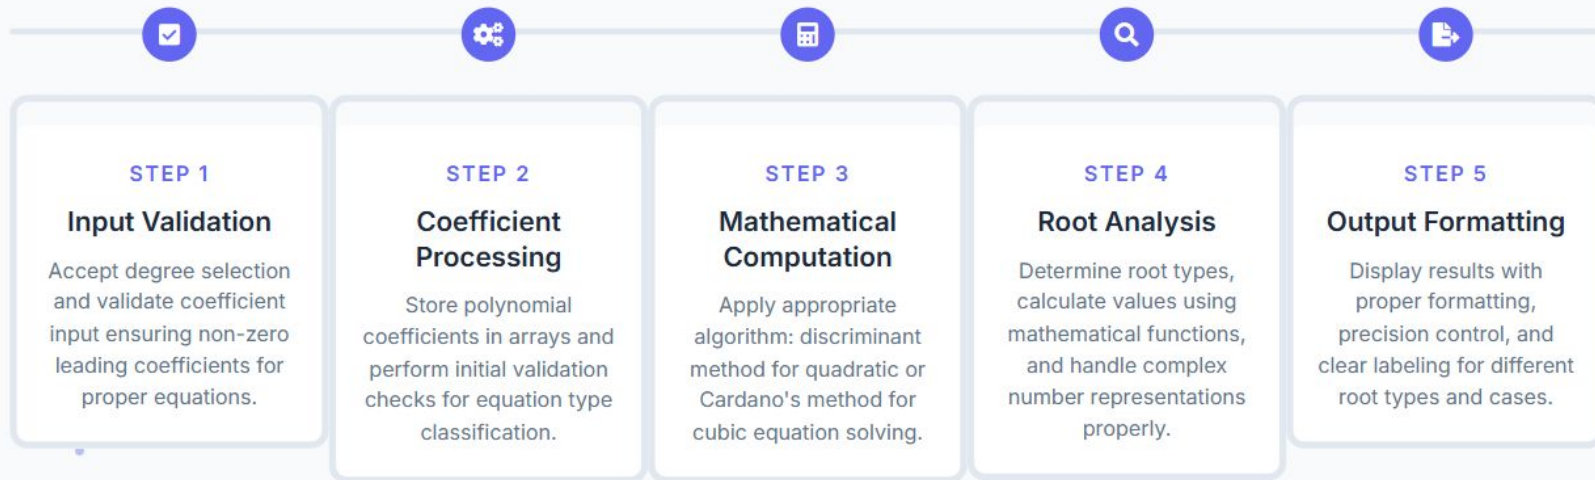 STEP 1
Input Validation
Accept degree selection
and validate coefficient
input ensuring non-zero
leading coefficients for
proper equations.
STEP 2
Coefficient
Processing
Store polynomial
coefficients in arrays and
perform initial validation
checks for equation type
classification.
STEP 3
Mathematical
Computation
Apply appropriate
algorithm: discriminant
method for quadratic or
Cardano's method for
cubic equation solving.
STEP 4
Root Analysis
Determine root types,
calculate values using
mathematical functions,
and handle complex
number representations
properly.
STEP 5
Output Formatting
Display results with
proper formatting,
precision control, and
clear labeling for different
root types and cases.